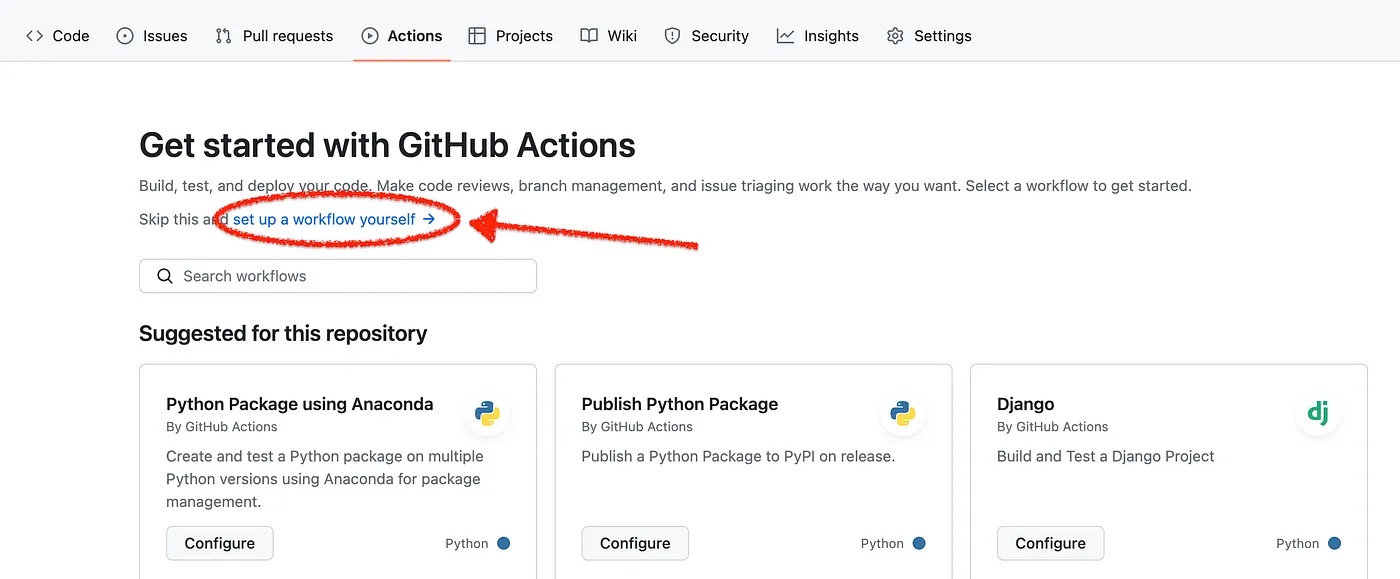 Code Issues Pull requests Actions Projects Wiki Security Insights Settings
Get started with GitHub Actions
Build, test, and deploy your code. Make code reviews, branch management, and issue triaging work the way you want. Select a workflow to get started.
Skip this and set up a workflow yourself →
Search workflows
Suggested for this repository
Python Package using Anaconda
By GitHub Actions
Create and test a Python package on multiple
Python versions using Anaconda for package
management.
Configure Python
Publish Python Package
By GitHub Actions
Publish a Python Package to PyPI on release.
Configure Python
Django
dj
By GitHub Actions
Build and Test a Django Project
Configure Python